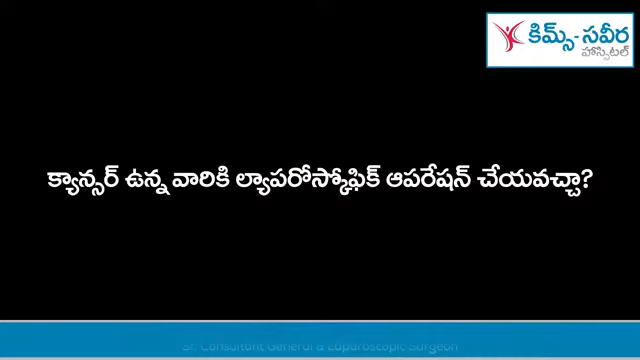 కిమ్స్- సవీర
హాస్పిటల్
క్యాన్సర్ ఉన్న వారికి ల్యాపరోస్కోఫిక్ ఆపరేషన్ చేయవచ్చా?
Sr. Consultant General & Laparoscopic Surgeon